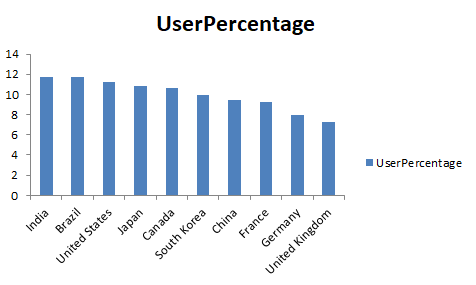 UserPercentage
14
12
10
8
6
4
2
0
India
Brazil
United States
Japan
Canada
South Korea
China
France
Germany
United Kingdom
UserPercentage